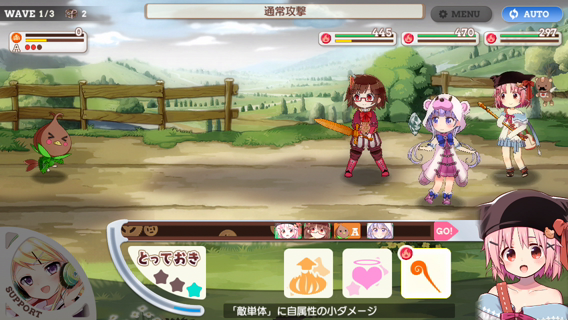 WAVE 1/3 2
通常攻撃
MENU
AUTO
0
445
470
297
A
A
GO!
とっておき
SUPPORT
「敵単体」に自属性の小ダメージ